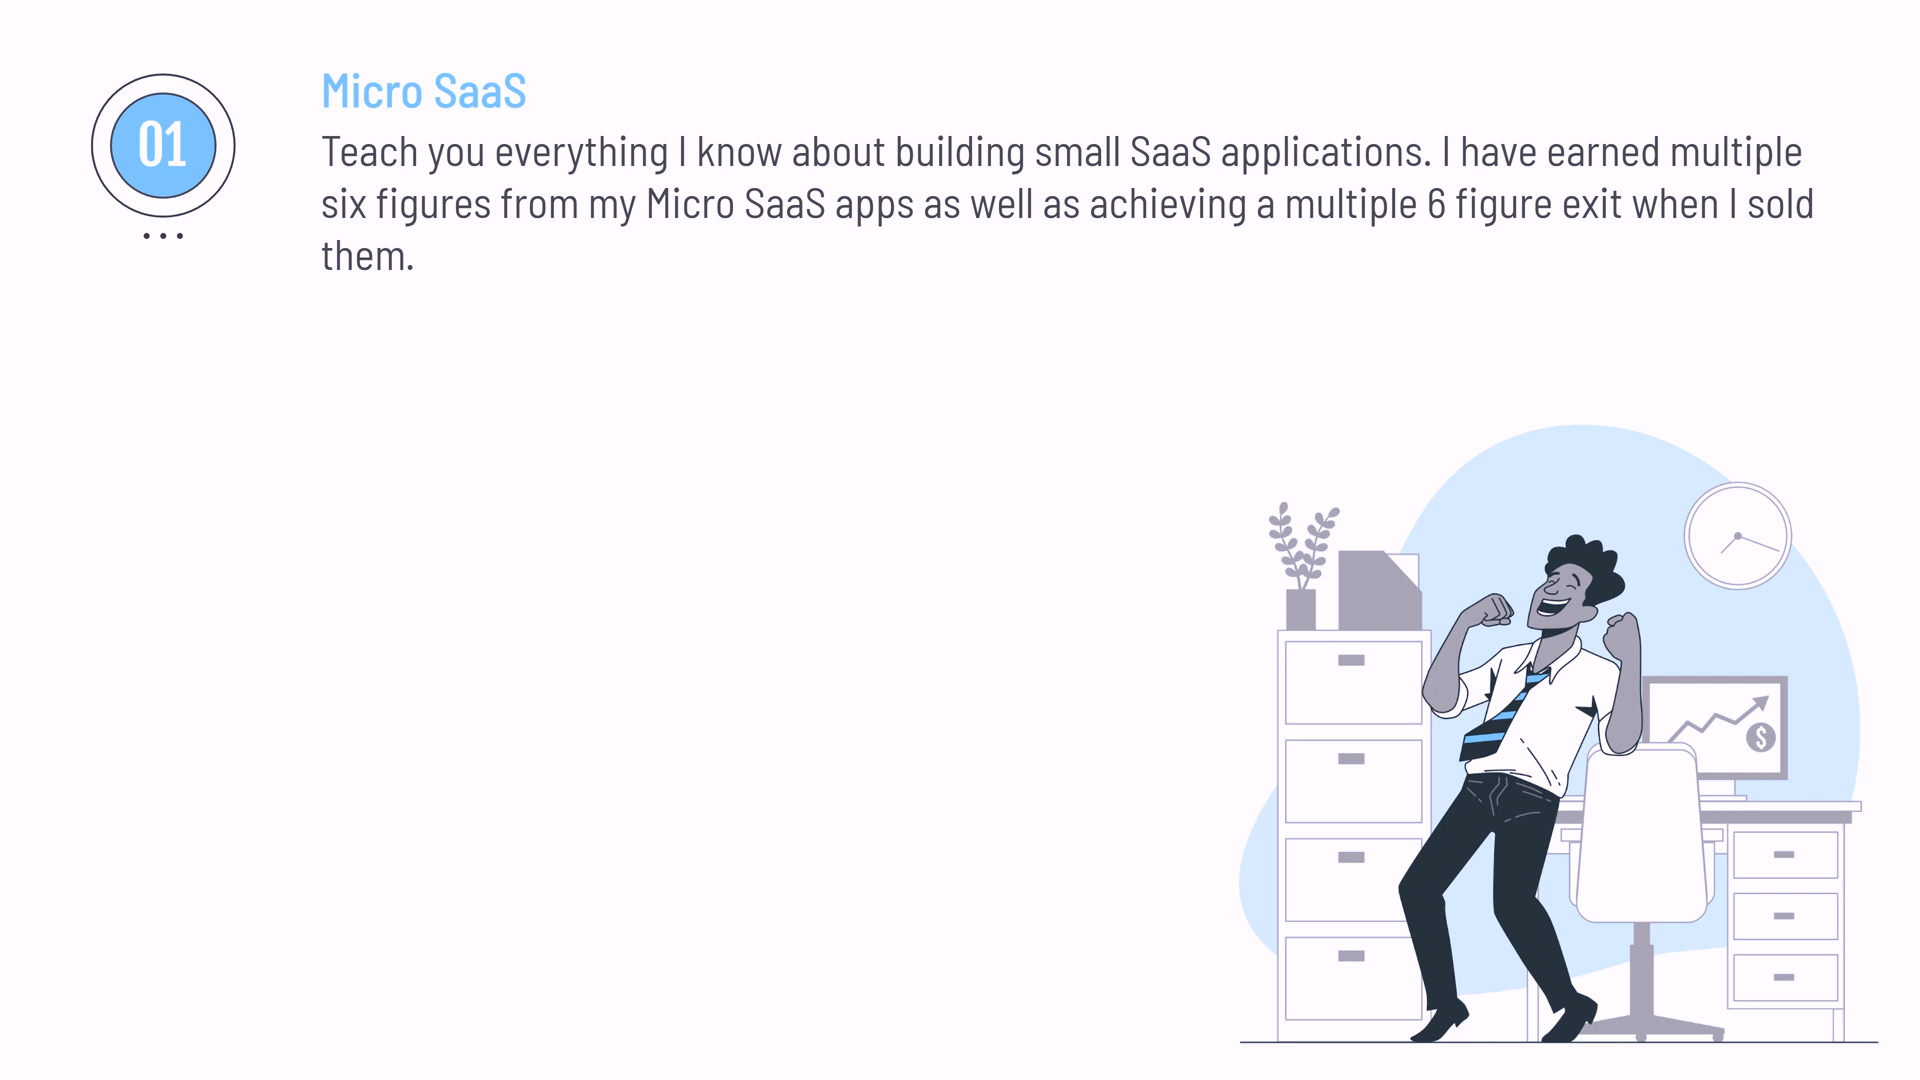 01
Micro SaaS
Teach you everything I know about building small SaaS applications. I have earned multiple
six figures from my Micro SaaS apps as well as achieving a multiple 6 figure exit when I sold
them.
$